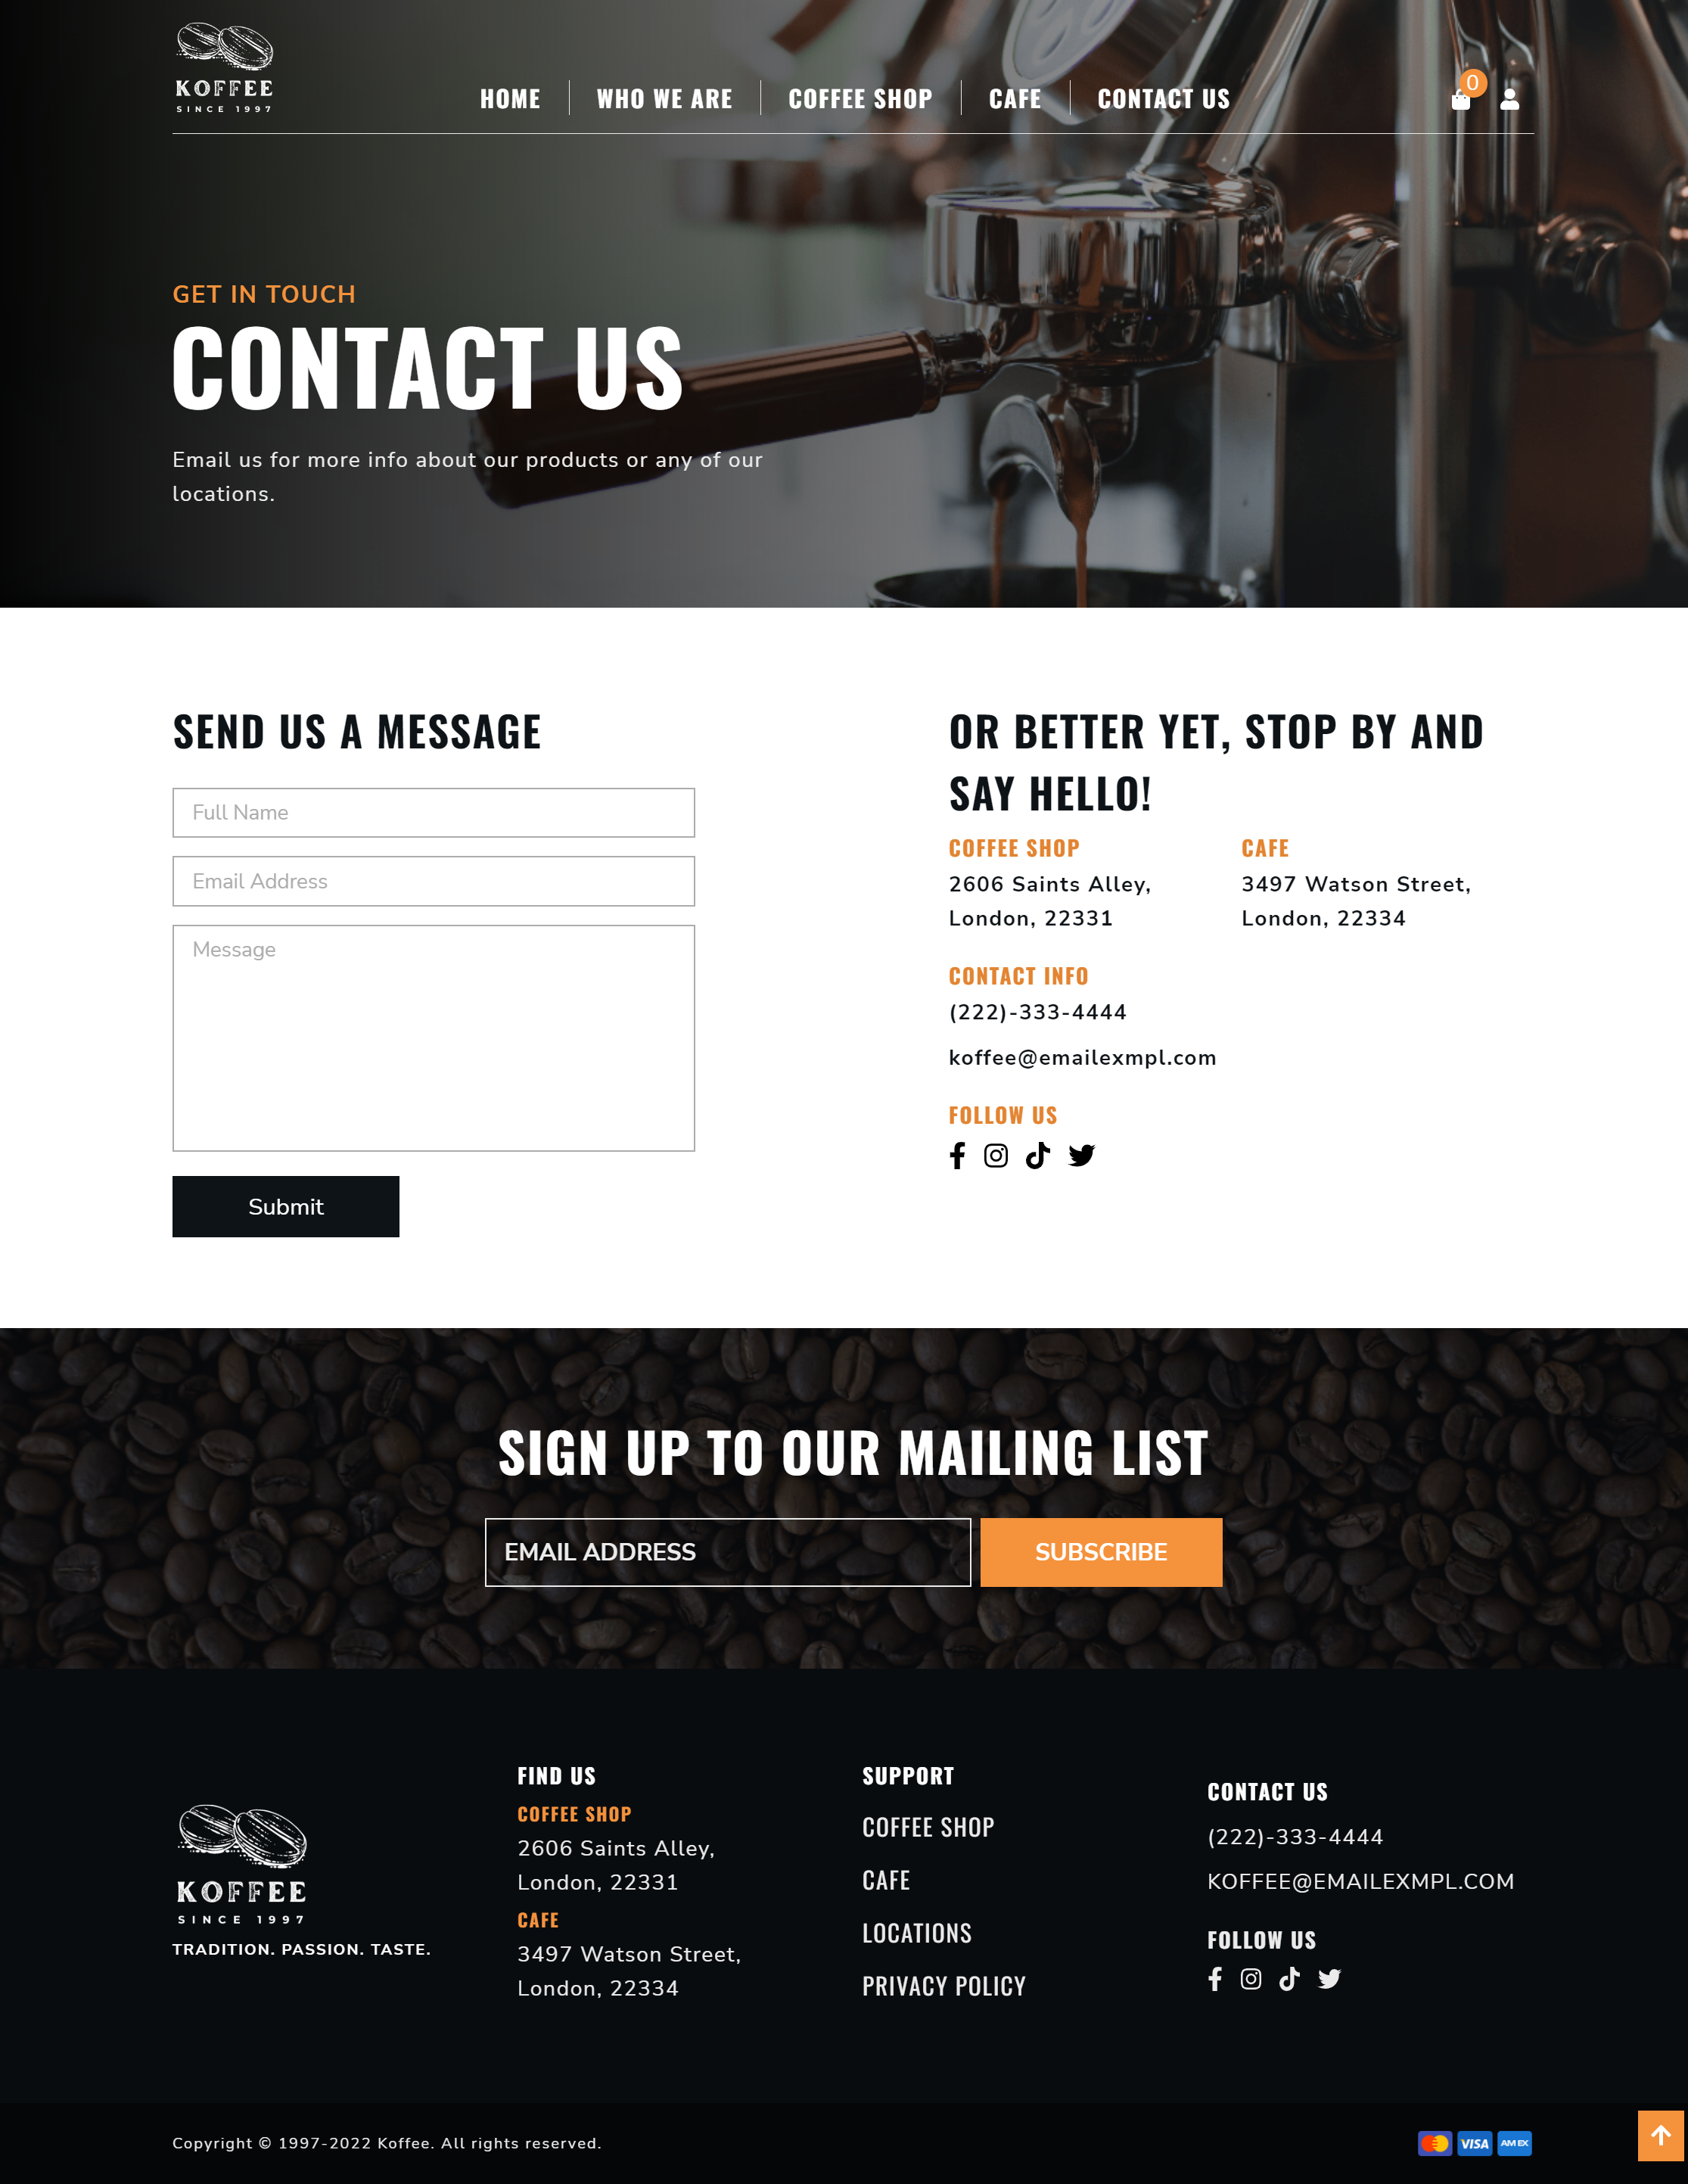 KOFFEE
SINCE 1997
HOME
WHO WE ARE
COFFEE SHOP
CAFE
CONTACT US
0
GET IN TOUCH
CONTACT US
Email us for more info about our products or any of our
locations.
SEND US A MESSAGE
Full Name
Email Address
Message
Submit
OR BETTER YET, STOP BY AND
SAY HELLO!
COFFEE SHOP
2606 Saints Alley,
London, 22331
CAFE
3497 Watson Street,
London, 22334
CONTACT INFO
(222)-333-4444
koffee@emailexmpl.com
FOLLOW US
SIGN UP TO OUR MAILING LIST
EMAIL ADDRESS
SUBSCRIBE
KOFFEE
SINCE 1997
TRADITION. PASSION. TASTE.
FIND US
COFFEE SHOP
2606 Saints Alley,
London, 22331
CAFE
3497 Watson Street,
London, 22334
SUPPORT
COFFEE SHOP
CAFE
LOCATIONS
PRIVACY POLICY
CONTACT US
(222)-333-4444
KOFFEE@EMAILEXMPL.COM
FOLLOW US
Copyright © 1997-2022 Koffee. All rights reserved.
VISA
AMEX